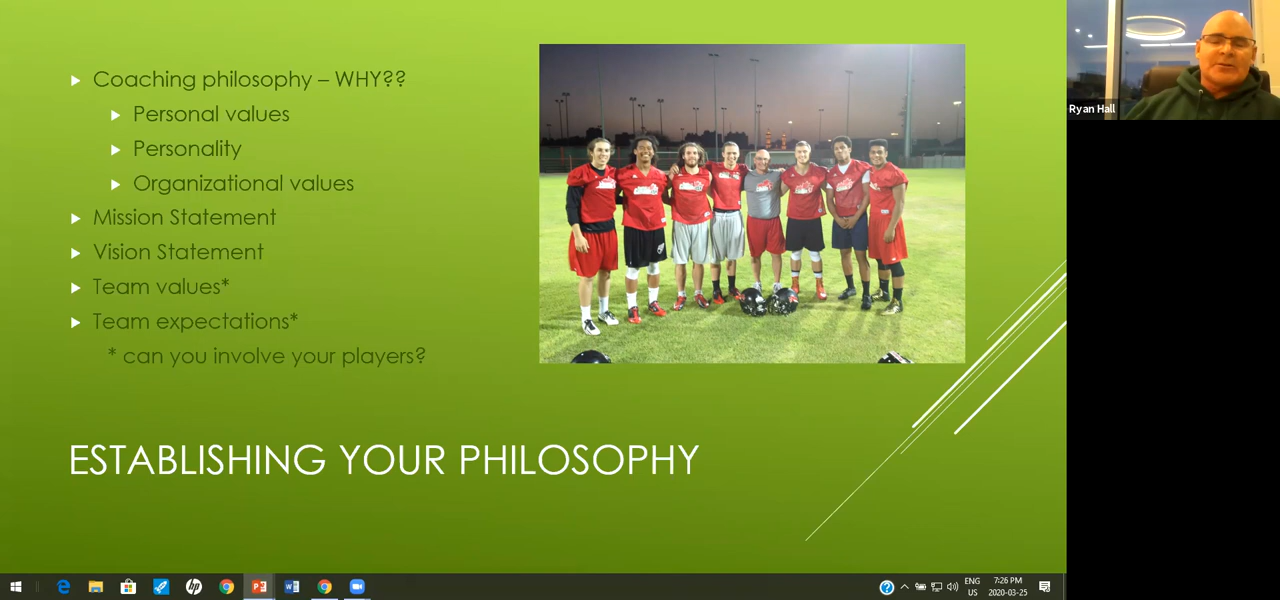 Coaching philosophy – WHY??
Personal values
Personality
Organizational values
Mission Statement
Vision Statement
Team values*
Team expectations*
* can you involve your players?
ESTABLISHING YOUR PHILOSOPHY
Ryan Hall
ENG
US
7:26 PM
2020-03-25